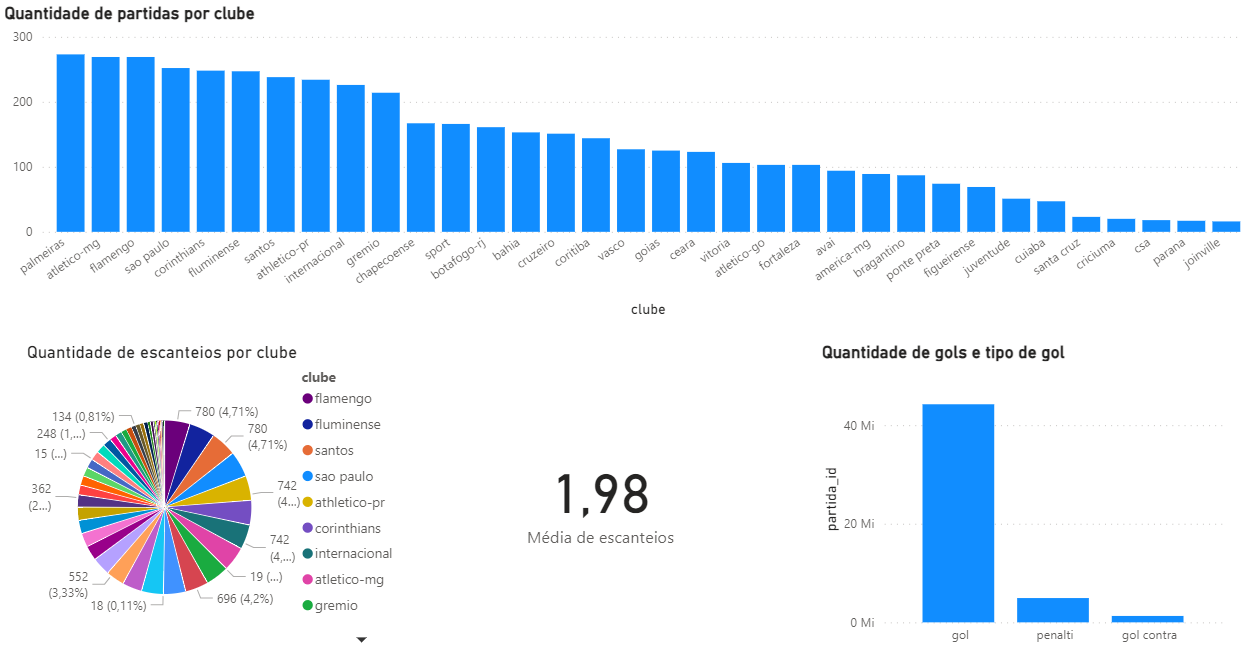 Quantidade de partidas por clube
300
200
100
0
palmeiras
atletico-mg
flamengo
sao paulo
corinthians
fluminense
santos
athletico-pr
internacional
gremio
chapecoense
sport
botafogo-rj
bahia
cruzeiro
coritiba
vasco
goias
ceara
vitoria
atletico-go
fortaleza
avai
america-mg
bragantino
ponte preta
figueirense
juventude
cuiaba
santa cruz
criciuma
csa
parana
joinville
clube
Quantidade de escanteios por clube
780 (4,71%)
780
(4,71%)
742
(4...)
742
(4,...)
19 (...)
696 (4,2%)
18 (0,11%)
552
(3,33%)
362
(2...)
15 (...)
248 (1,...)
134 (0,81%)
clube
flamengo
fluminense
santos
sao paulo
athletico-pr
corinthians
internacional
atletico-mg
gremio
1,98
Média de escanteios
Quantidade de gols e tipo de gol
partida_id
40 Mi
20 Mi
0 Mi
gol
penalti
gol contra